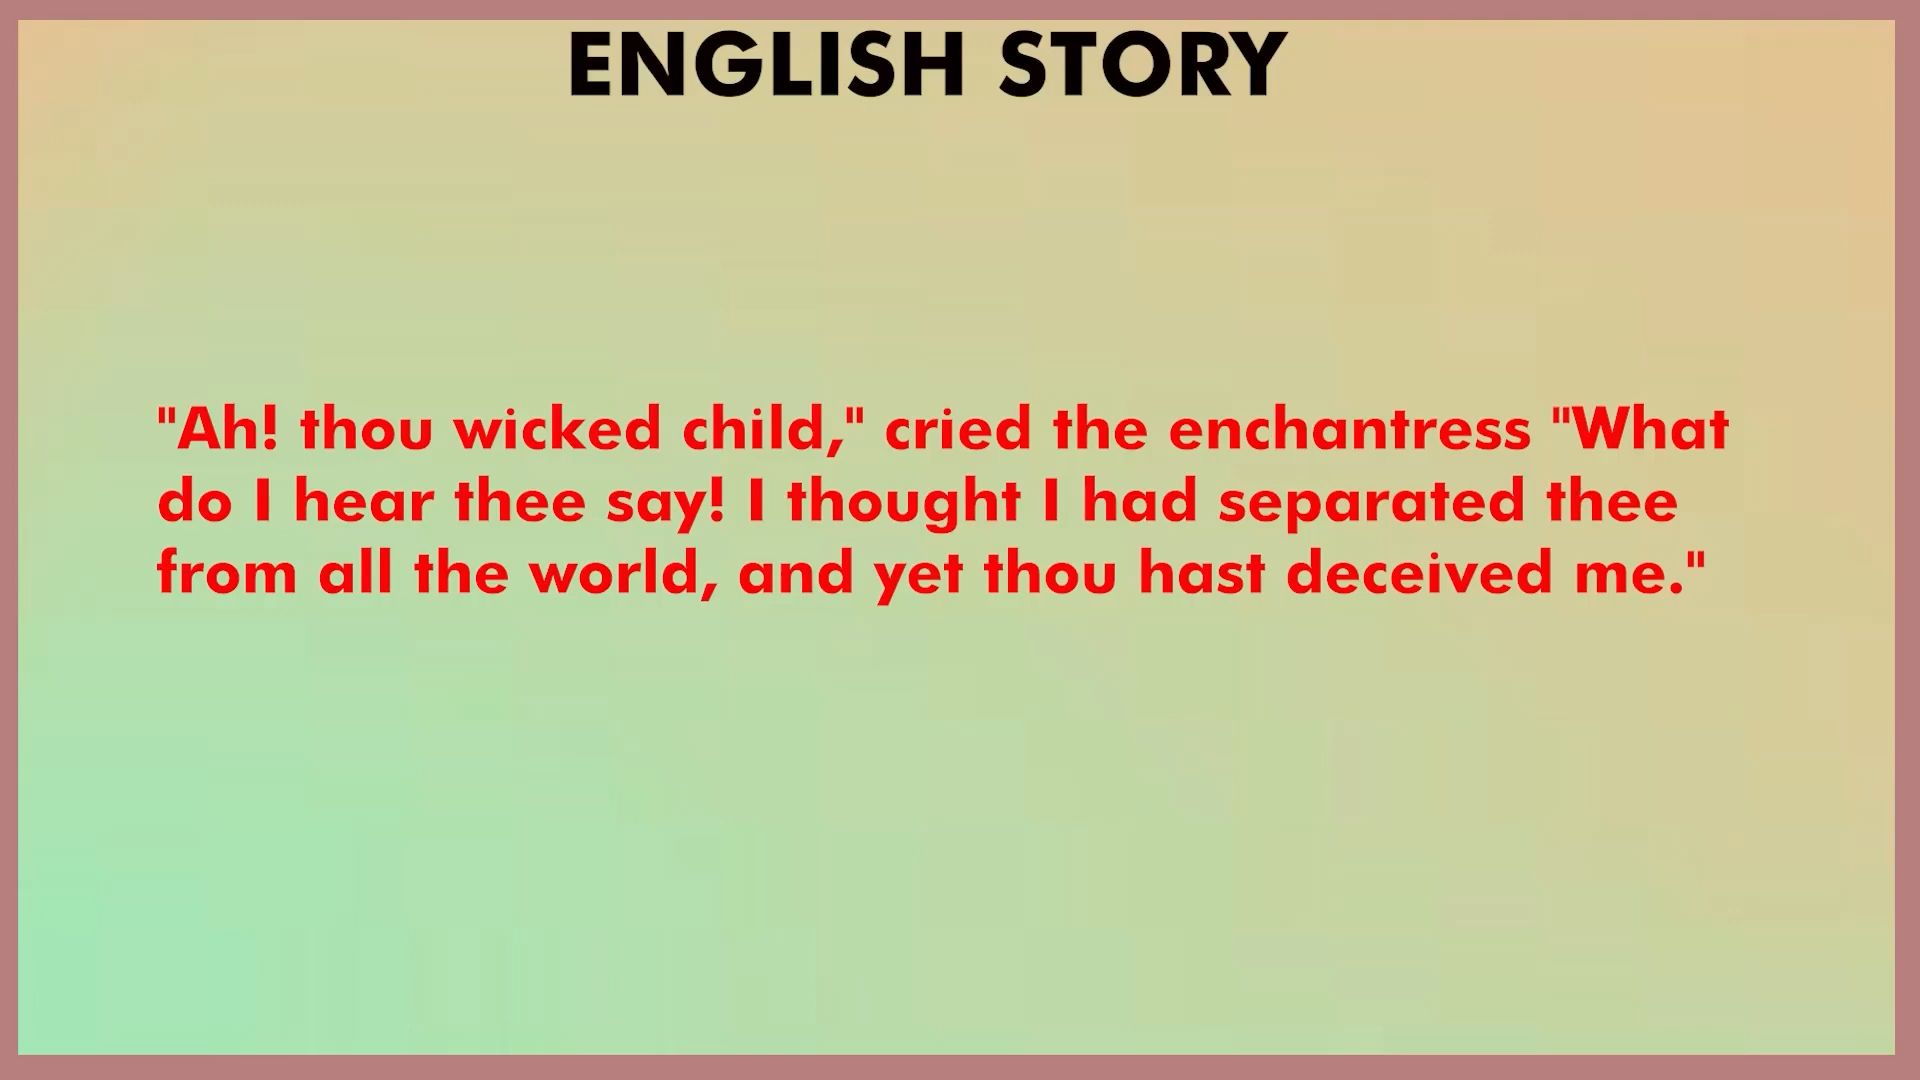 ENGLISH STORY
"Ah! thou wicked child," cried the enchantress "What
do I hear thee say! I thought I had separated thee
from all the world, and yet thou hast deceived me."